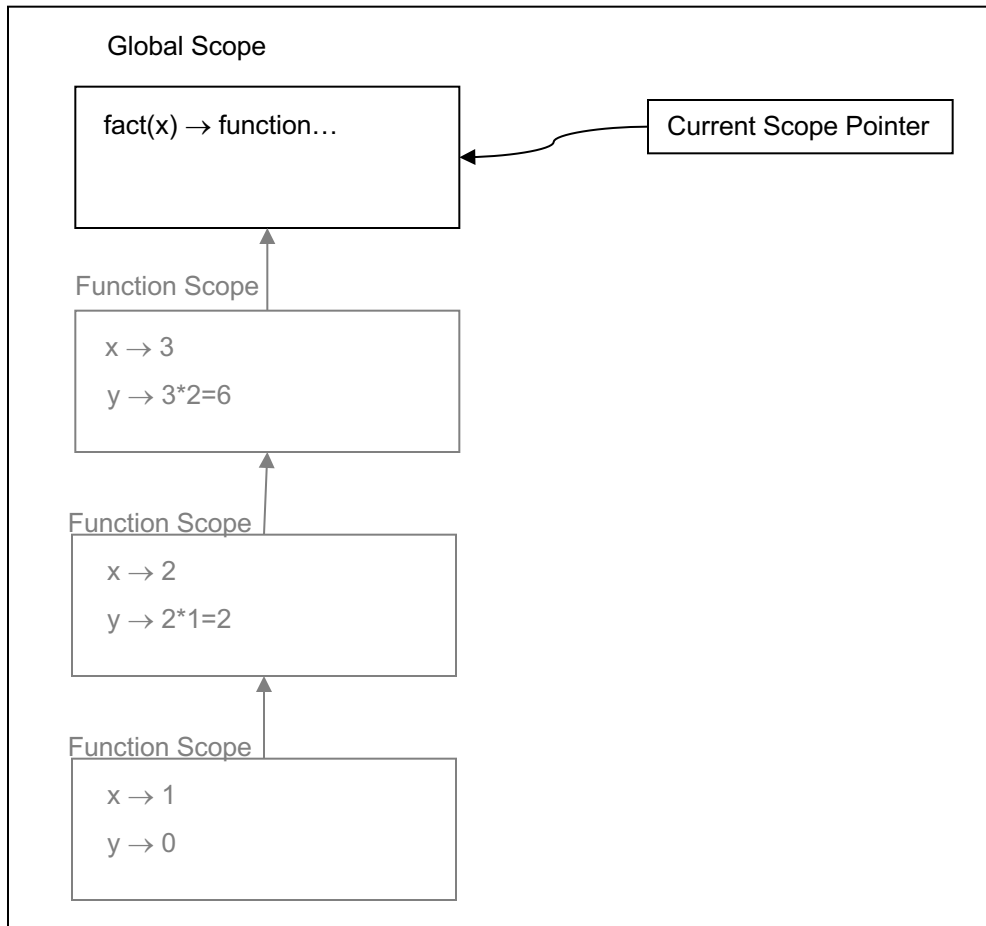 Global Scope
fact(x) → function…
Current Scope Pointer
Function Scope
x → 3
y → 3*2=6
Function Scope
x → 2
y → 2*1=2
Function Scope
x → 1
y → 0